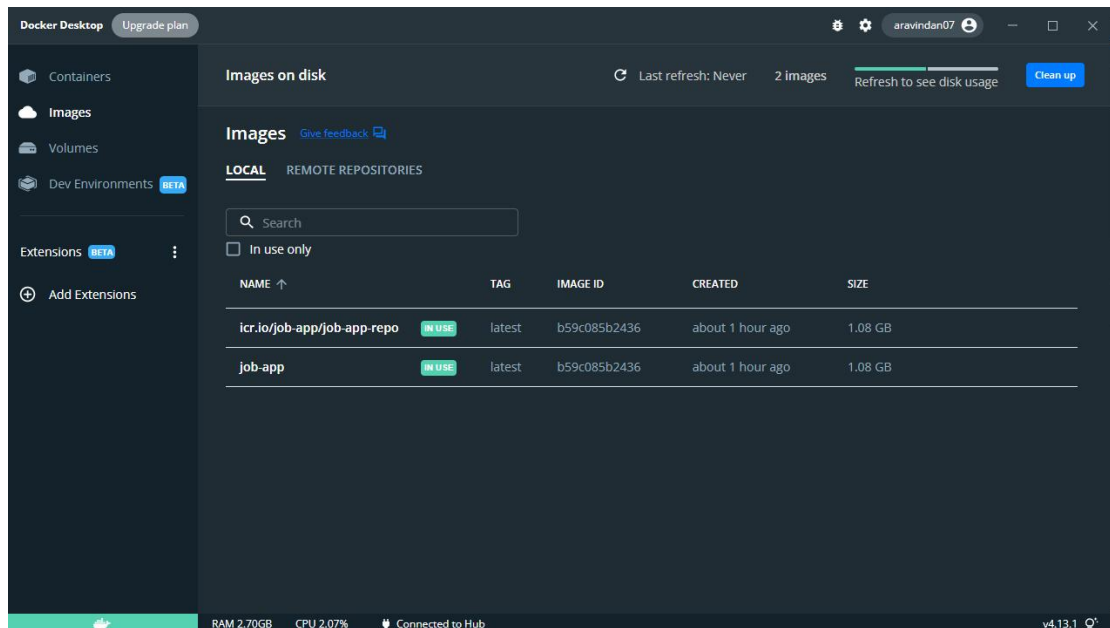 Docker Desktop Upgrade plan aravindan07
Containers
Images
Volumes
Dev Environments BETA
Extensions BETA
Add Extensions
Images on disk Last refresh: Never 2 images Refresh to see disk usage Clean up
Images Give feedback
LOCAL REMOTE REPOSITORIES
Search
In use only
NAME TAG IMAGE ID CREATED SIZE
icr.io/job-app/job-app-repo IN USE latest b59c085b2436 about 1 hour ago 1.08 GB
job-app IN USE latest b59c085b2436 about 1 hour ago 1.08 GB
RAM 2.70GB CPU 2.07% Connected to Hub v4.13.1